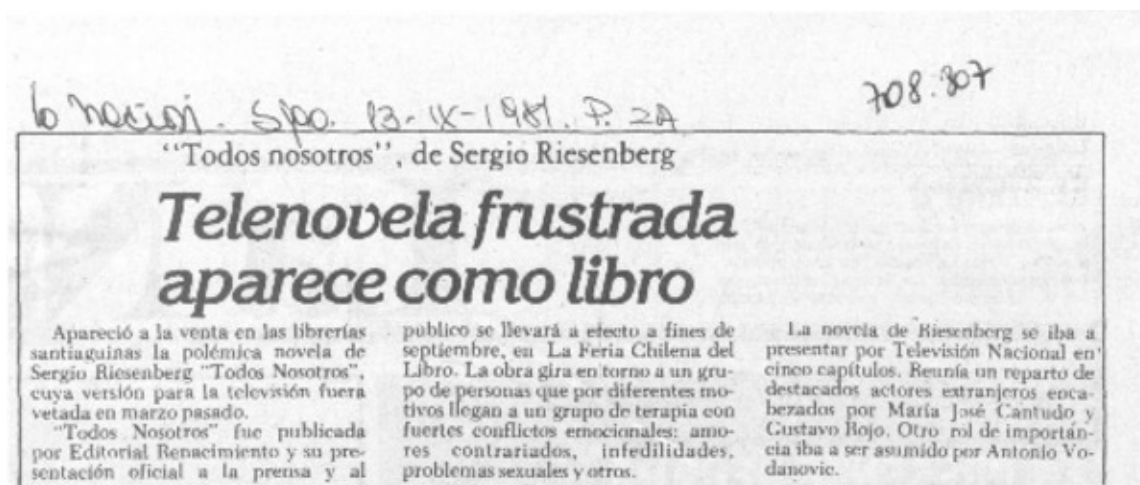 la nación. Stgo. 13-IX-1981. P. 2A
708.807
“Todos nosotros”, de Sergio Riesenberg
Telenovela frustrada
aparece como libro
Apareció a la venta en las librerías
santiaguinas la polémica novela de
Sergio Riesenberg “Todos Nosotros”,
cuya versión para la televisión fuera
vetada en marzo pasado.
“Todos Nosotros” fue publicada
por Editorial Renacimiento y su pre-
sentación oficial a la prensa y al
público se llevará a efecto a fines de
septiembre, en La Feria Chilena del
Libro. La obra gira en torno a un gru-
po de personas que por diferentes mo-
tivos llegan a un grupo de terapia con
fuertes conflictos emocionales: amo-
res contrariados, infedilidades,
problemas sexuales y otros.
La novela de Riesenberg se iba a
presentar por Televisión Nacional en
cinco capítulos. Reunía un reparto de
destacados actores extranjeros enca-
bezados por María José Cantudo y
Gustavo Rojo. Otro rol de importán-
cia iba a ser asumido por Antonio Vo-
danovic.